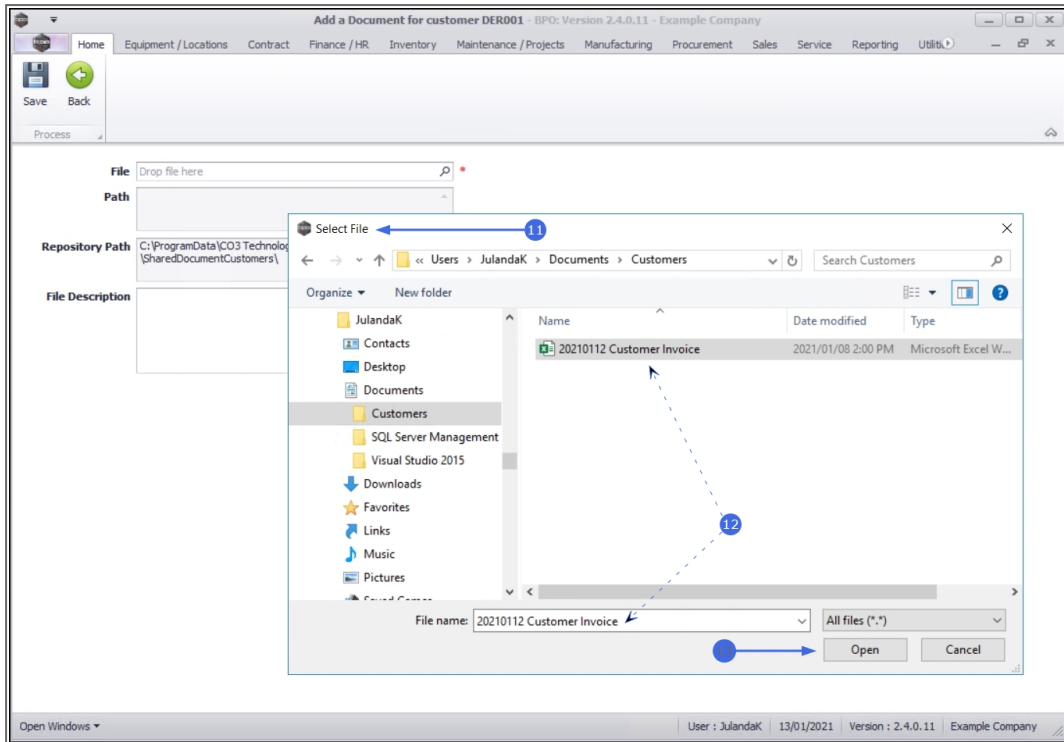 Add a Document for customer DER001 - BPO: Version 2.4.0.11 - Example Company
Home Equipment / Locations Contract Finance / HR Inventory Maintenance / Projects Manufacturing Procurement Sales Service Reporting
Save Back
Process
File Drop file here *
Path
Select File 11
Repository Path C:\ProgramData\CO3
\SharedDocumentCustomers\
« Users > JulandaK > Documents > Customers Search Customers
File Description
Organize New folder ?
JulandaK
Name Date modified Type
Contacts
20210112 Customer Invoice 2021/01/08 2:00 PM Microsoft Excel W...
Desktop
Documents
Customers
SQL Server Management
Visual Studio 2015
Downloads
Favorites
Links
12
Music
Pictures
File name: 20210112 Customer Invoice All files (*.*)
Open Cancel
Open Windows User : JulandaK 13/01/2021 Version : 2.4.0.11 Example Company